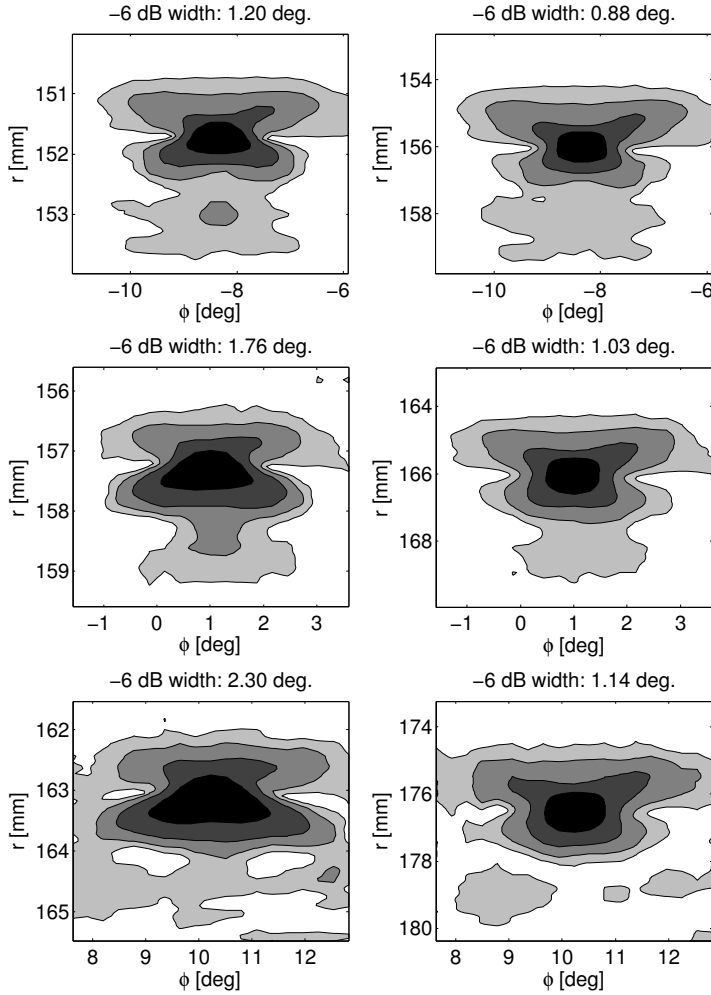 −6 dB width: 1.20 deg.
151
152
153
r [mm]
−10
−8
−6
ϕ [deg]
−6 dB width: 0.88 deg.
154
156
158
r [mm]
−10
−8
−6
ϕ [deg]
−6 dB width: 1.76 deg.
156
157
158
159
r [mm]
−1
0
1
2
3
ϕ [deg]
−6 dB width: 1.03 deg.
164
166
168
r [mm]
−1
0
1
2
3
ϕ [deg]
−6 dB width: 2.30 deg.
162
163
164
165
r [mm]
8
9
10
11
12
ϕ [deg]
−6 dB width: 1.14 deg.
174
176
178
180
r [mm]
8
9
10
11
12
ϕ [deg]